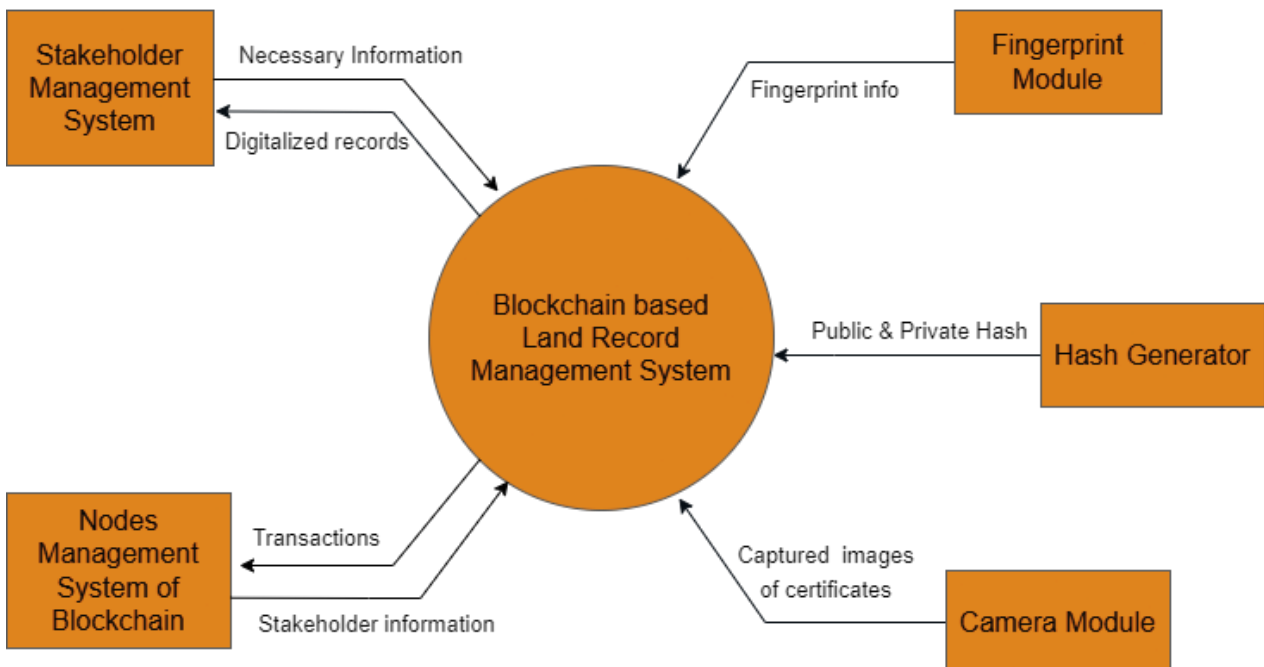 Stakeholder
Management
System
Necessary Information
Digitalized records
Fingerprint
Module
Fingerprint info
Blockchain based
Land Record
Management System
Public & Private Hash
Hash Generator
Nodes
Management
System of
Blockchain
Transactions
Stakeholder information
Captured images
of certificates
Camera Module